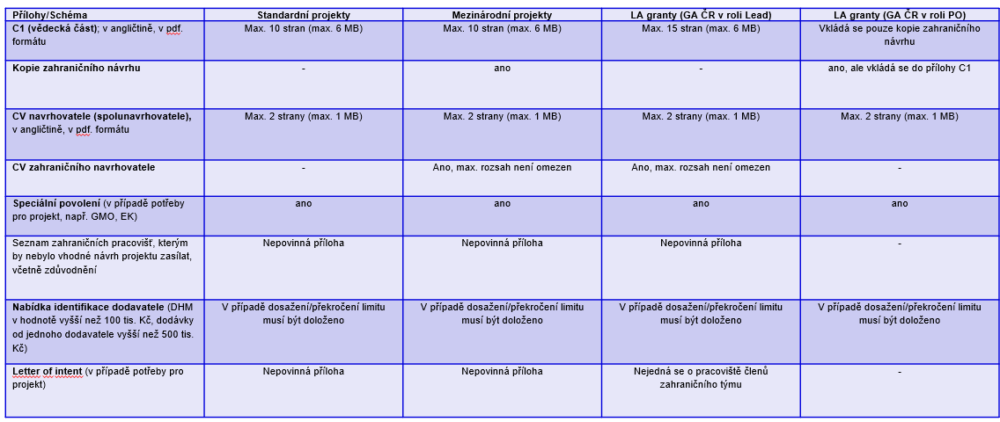 Přílohy/Schéma
Standardní projekty
Mezinárodní projekty
LA granty (GA ČR v roli Lead)
LA granty (GA ČR v roli PO)
C1 (vědecká část); v angličtině, v pdf.
formátu
Max. 10 stran (max. 6 MB)
Max. 10 stran (max. 6 MB)
Max. 15 stran (max. 6 MB)
Vkládá se pouze kopie zahraničního
návrhu
Kopie zahraničního návrhu
-
ano
-
ano, ale vkládá se do přílohy C1
CV navrhovatele (spolunavrhovatele),
v angličtině, v pdf. formátu
Max. 2 strany (max. 1 MB)
Max. 2 strany (max. 1 MB)
Max. 2 strany (max. 1 MB)
Max. 2 strany (max. 1 MB)
CV zahraničního navrhovatele
-
Ano, max. rozsah není omezen
Ano, max. rozsah není omezen
-
Speciální povolení (v případě potřeby
pro projekt, např. GMO, EK)
ano
ano
ano
ano
Seznam zahraničních pracovišť, kterým
by nebylo vhodné návrh projektu zasílat,
včetně zdůvodnění
Nepovinná příloha
Nepovinná příloha
Nepovinná příloha
-
Nabídka identifikace dodavatele (DHM
v hodnotě vyšší než 100 tis. Kč, dodávky
od jednoho dodavatele vyšší než 500 tis.
Kč)
V případě dosažení/překročení limitu
musí být doloženo
V případě dosažení/překročení limitu
musí být doloženo
V případě dosažení/překročení limitu
musí být doloženo
V případě dosažení/překročení limitu
musí být doloženo
Letter of intent (v případě potřeby pro
projekt)
Nepovinná příloha
Nepovinná příloha
Nejedná se o pracoviště členů
zahraničního týmu
-